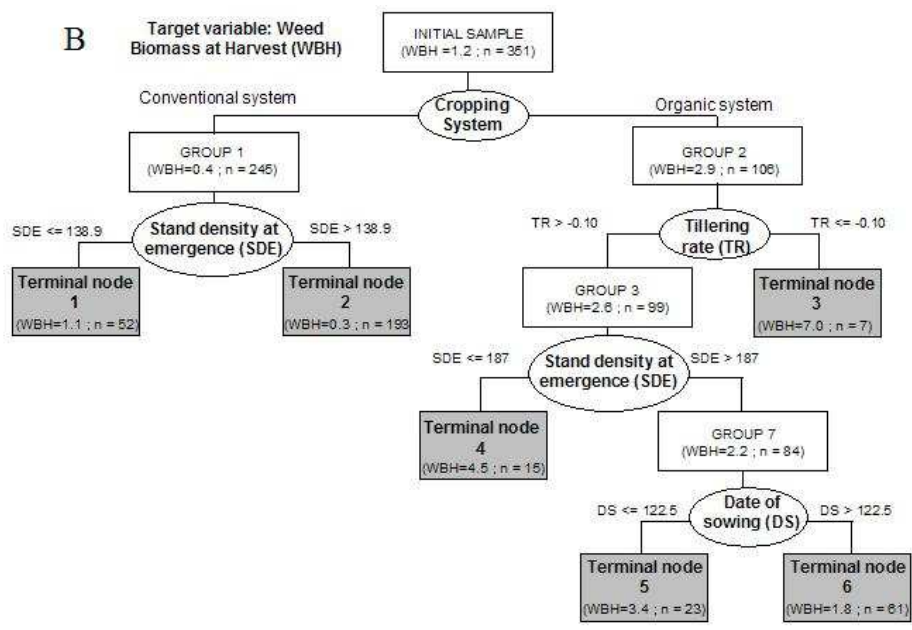 B
Target variable: Weed
Biomass at Harvest (WBH)
INITIAL SAMPLE
(WBH =1.2 ; n = 351)
Conventional system
Cropping
System
Organic system
GROUP 1
(WBH=0.4 ; n = 245)
GROUP 2
(WBH=2.9 ; n = 106)
SDE <= 138.9
Stand density at
emergence (SDE)
SDE > 138.9
TR > -0.10
Tillering
rate (TR)
TR <= -0.10
Terminal node
1
(WBH=1.1 ; n = 52)
Terminal node
2
(WBH=0.3 ; n = 193
GROUP 3
(WBH=2.6 ; n = 99)
Terminal node
3
(WBH=7.0 ; n = 7)
SDE <= 187
Stand density at
emergence (SDE)
SDE > 187
Terminal node
4
(WBH=4.5 ; n = 15)
GROUP 7
(WBH=2.2 ; n = 84)
DS <= 122.5
Date of
sowing (DS)
DS > 122.5
Terminal node
5
(WBH=3.4 ; n = 23)
Terminal node
6
(WBH=1.8 ; n = 61)